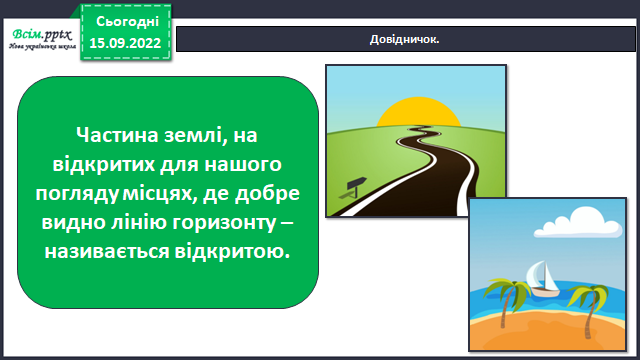 Всім.pptx
Нова українська школа
Сьогодні
15.09.2022
Довідничок.
Частина землі, на
відкритих для нашого
погляду місцях, де добре
видно лінію горизонту –
називається відкритою.